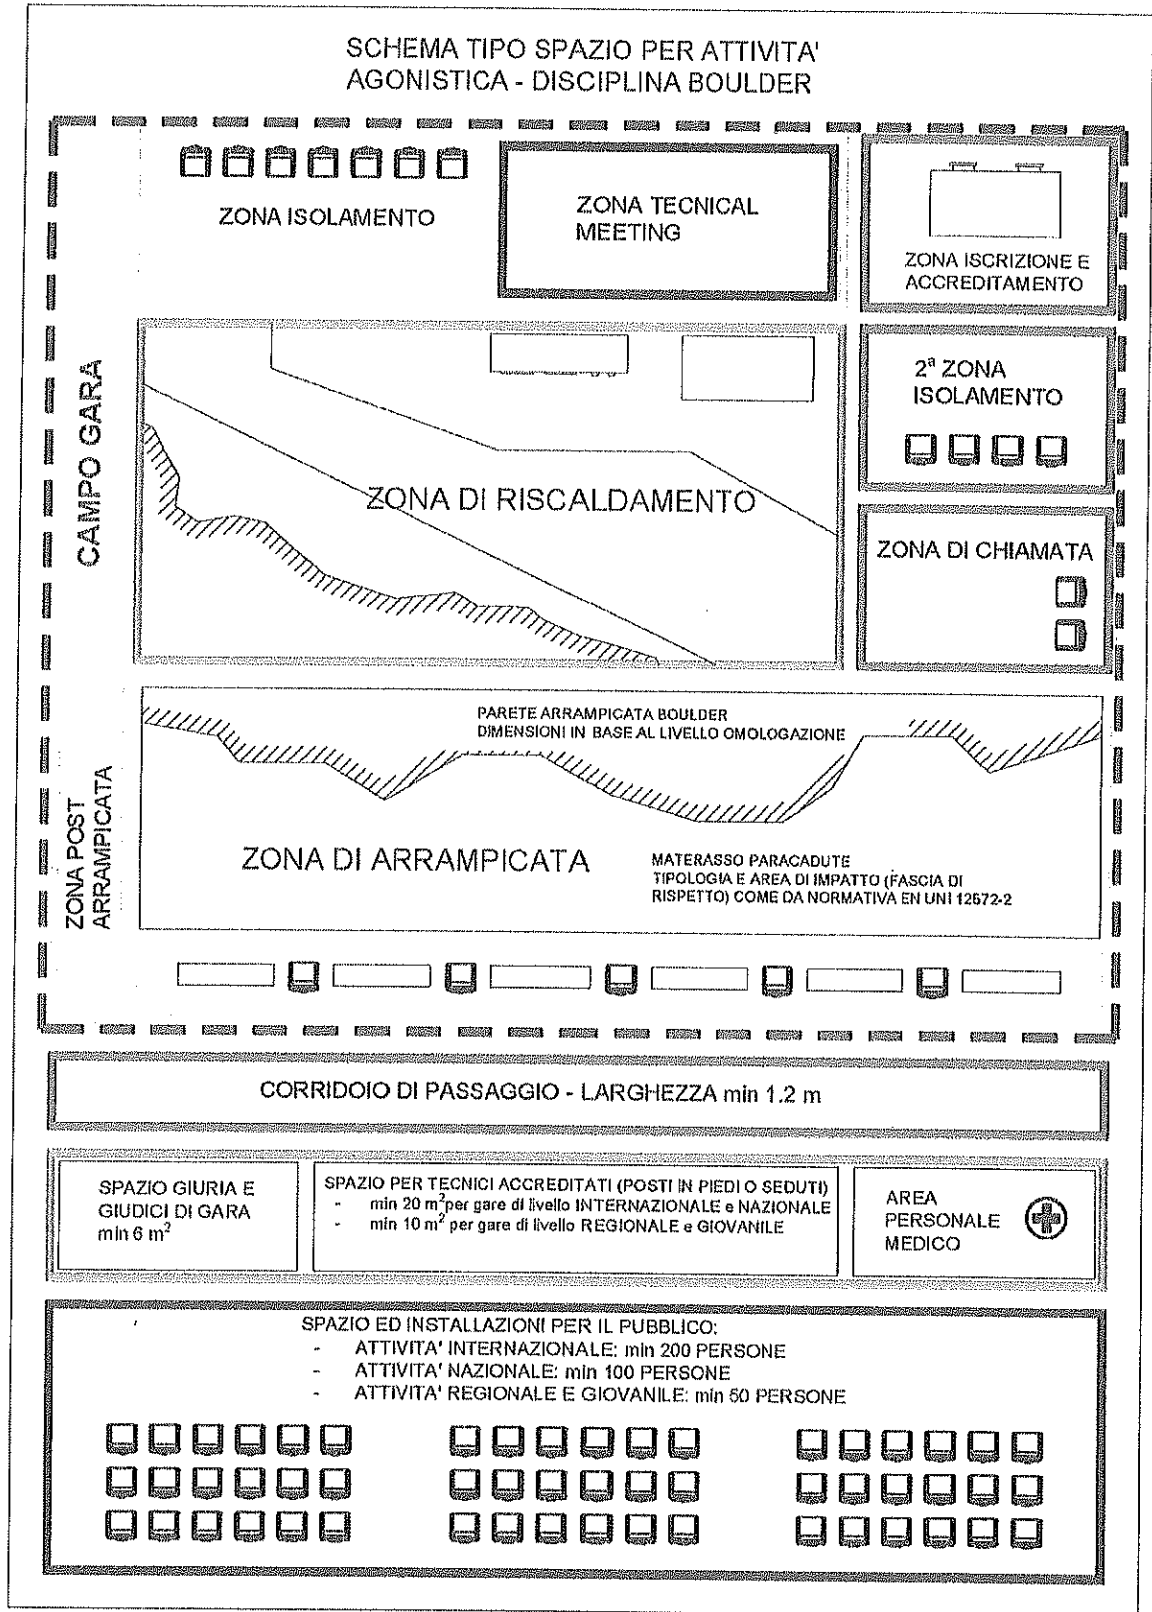 SCHEMA TIPO SPAZIO PER ATTIVITA'
AGONISTICA - DISCIPLINA BOULDER
CAMPO GARA
ZONA ISOLAMENTO
ZONA TECNICAL
MEETING
ZONA ISCRIZIONE E
ACCREDITAMENTO
2ª ZONA
ISOLAMENTO
ZONA DI RISCALDAMENTO
ZONA DI CHIAMATA
ZONA POST
ARRAMPICATA
PARETE ARRAMPICATA BOULDER
DIMENSIONI IN BASE AL LIVELLO OMOLOGAZIONE
ZONA DI ARRAMPICATA
MATERASSO PARACADUTE
TIPOLOGIA E AREA DI IMPATTO (FASCIA DI
RISPETTO) COME DA NORMATIVA EN UNI 12572-2
CORRIDOIO DI PASSAGGIO - LARGHEZZA min 1.2 m
SPAZIO GIURIA E
GIUDICI DI GARA
min 6 m²
SPAZIO PER TECNICI ACCREDITATI (POSTI IN PIEDI O SEDUTI)
- min 20 m² per gare di livello INTERNAZIONALE e NAZIONALE
- min 10 m² per gare di livello REGIONALE e GIOVANILE
AREA
PERSONALE
MEDICO
SPAZIO ED INSTALLAZIONI PER IL PUBBLICO:
- ATTIVITA' INTERNAZIONALE: min 200 PERSONE
- ATTIVITA' NAZIONALE: min 100 PERSONE
- ATTIVITA' REGIONALE E GIOVANILE: min 50 PERSONE